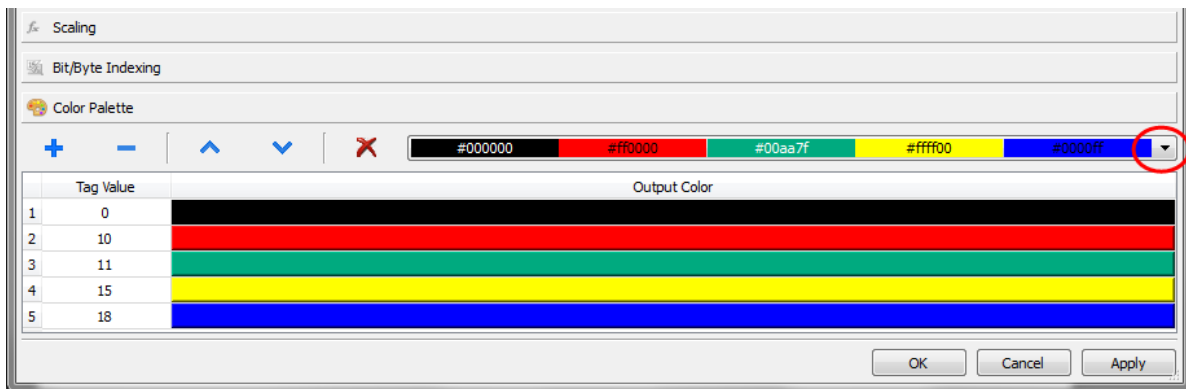 fx Scaling
Bit/Byte Indexing
Color Palette
#000000 #ff0000 #00aa7f #ffff00 #0000ff
Tag Value Output Color
1 0
2 10
3 11
4 15
5 18
OK Cancel Apply